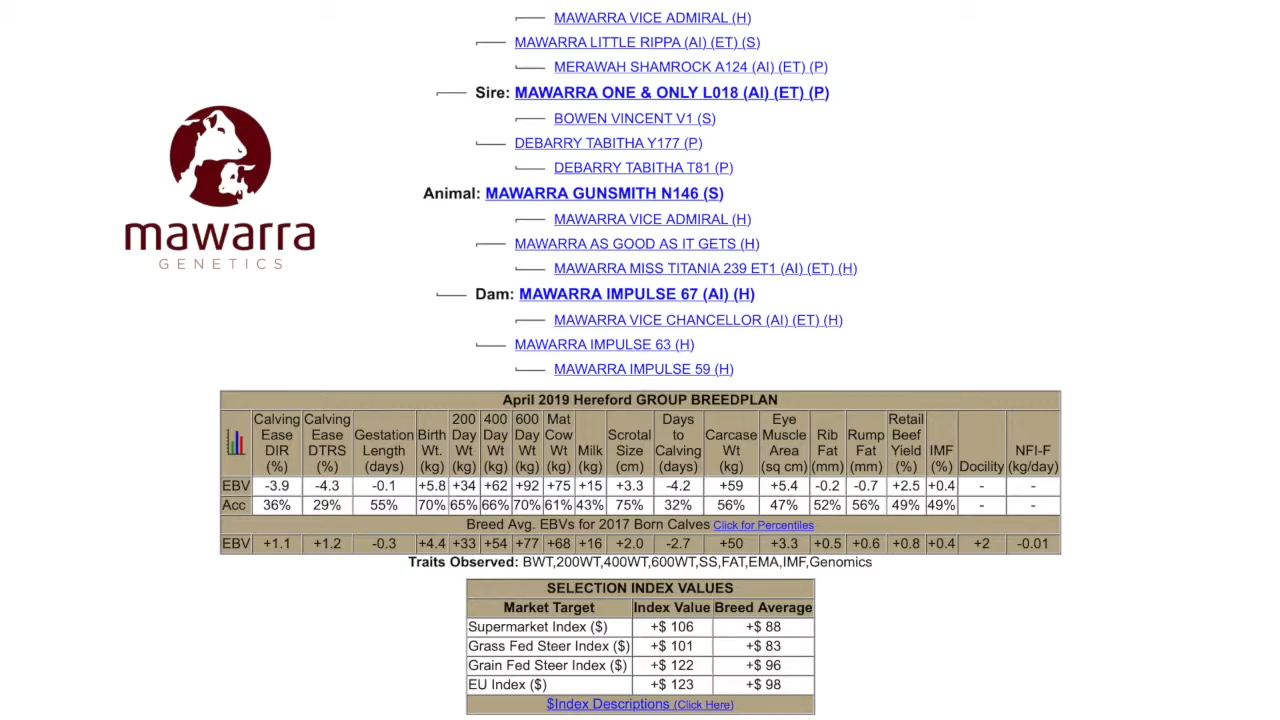 MAWARRA VICE ADMIRAL (H)
MAWARRA LITTLE RIPPA (AI) (ET) (S)
MERAWAH SHAMROCK A124 (AI) (ET) (P)
Sire: MAWARRA ONE & ONLY L018 (AI) (ET) (P)
BOWEN VINCENT V1 (S)
DEBARRY TABITHA Y177 (P)
DEBARRY TABITHA T81 (P)
Animal: MAWARRA GUNSMITH N146 (S)
MAWARRA VICE ADMIRAL (H)
MAWARRA AS GOOD AS IT GETS (H)
MAWARRA MISS TITANIA 239 ET1 (AI) (ET) (H)
Dam: MAWARRA IMPULSE 67 (AI) (H)
MAWARRA VICE CHANCELLOR (AI) (ET) (H)
MAWARRA IMPULSE 63 (H)
MAWARRA IMPULSE 59 (H)
mawarra
GENETICS
April 2019 Hereford GROUP BREEDPLAN
Calving Ease DIR (%) Calving Ease DTRS (%) Gestation Length (days) Birth Wt. (kg) 200 Day Wt (kg) 400 Day Wt (kg) 600 Day Wt (kg) Mat Cow Wt (kg) Milk (kg) Scrotal Size (cm) Days to Calving (days) Carcase Wt (kg) Eye Muscle Area (sq cm) Rib Fat (mm) Rump Fat (mm) Retail Beef Yield (%) IMF (%) Docility NFI-F (kg/day)
EBV -3.9 -4.3 -0.1 +5.8 +34 +62 +92 +75 +15 +3.3 -4.2 +59 +5.4 -0.2 -0.7 +2.5 +0.4 - -
Acc 36% 29% 55% 70% 65% 66% 70% 61% 43% 75% 32% 56% 47% 52% 56% 49% 49% - -
Breed Avg. EBVs for 2017 Born Calves Click for Percentiles
EBV +1.1 +1.2 -0.3 +4.4 +33 +54 +77 +68 +16 +2.0 -2.7 +50 +3.3 +0.5 +0.6 +0.8 +0.4 +2 -0.01
Traits Observed: BWT,200WT,400WT,600WT,SS,FAT,EMA,IMF,Genomics
SELECTION INDEX VALUES
Market Target Index Value Breed Average
Supermarket Index ($) +$ 106 +$ 88
Grass Fed Steer Index ($) +$ 101 +$ 83
Grain Fed Steer Index ($) +$ 122 +$ 96
EU Index ($) +$ 123 +$ 98
$Index Descriptions (Click Here)